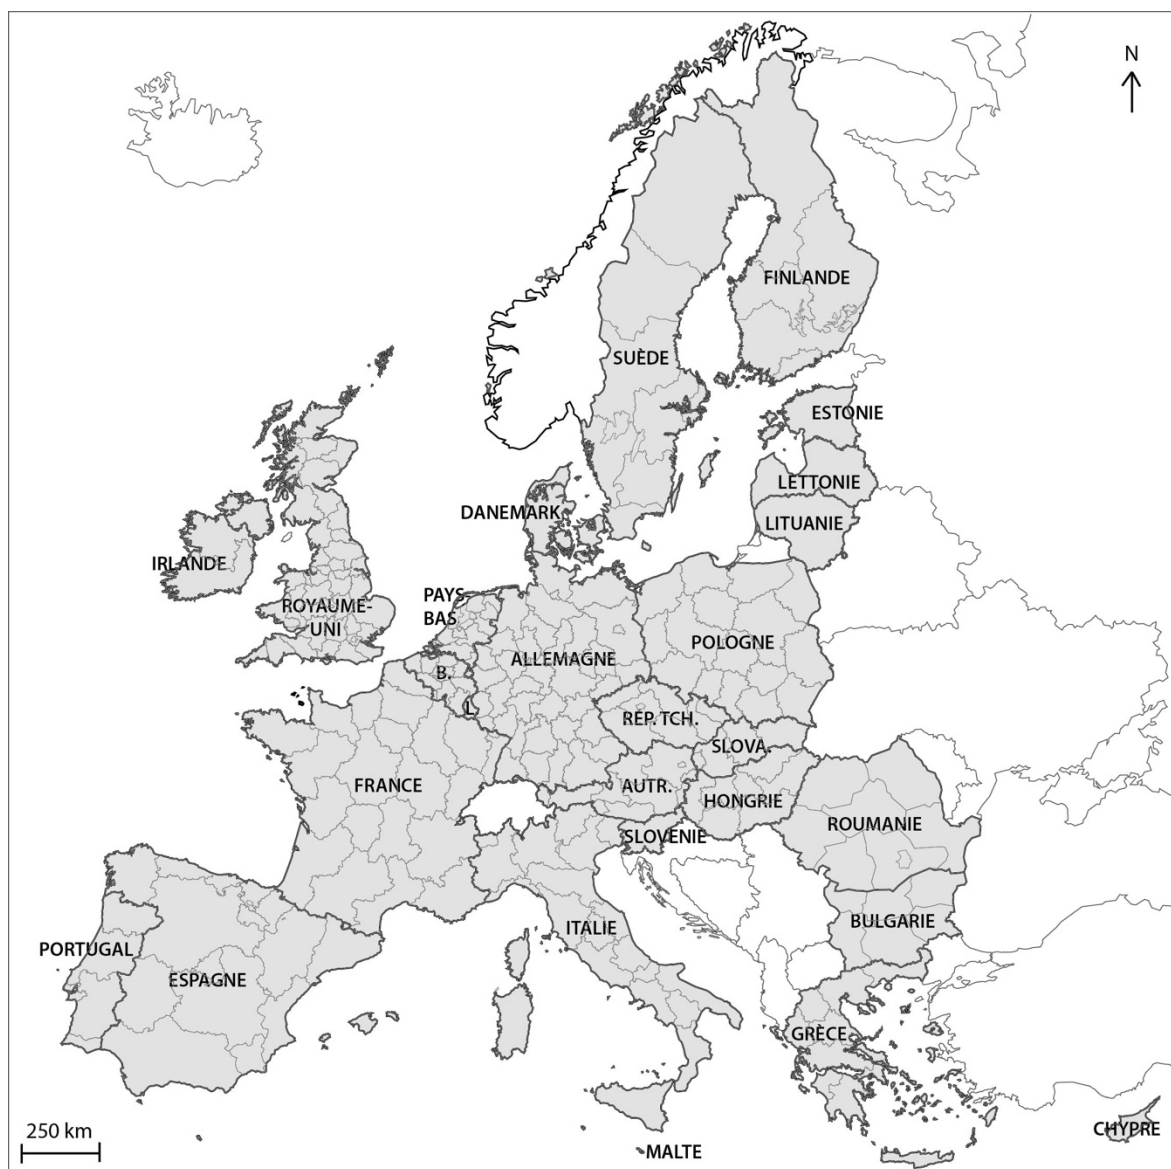 N
FINLANDE
SUÈDE
ESTONIE
LETTONIE
DANEMARK
LITUANIE
IRLANDE
PAYS-
BAS
ROYAUME-
UNI
POLOGNE
ALLEMAGNE
B.
L.
RÉP. TCH.
SLOVA.
FRANCE
AUTR.
HONGRIE
ROUMANIE
SLOVÉNIE
BULGARIE
ITALIE
PORTUGAL
ESPAGNE
GRÈCE
CHYPRE
250 km
MALTE